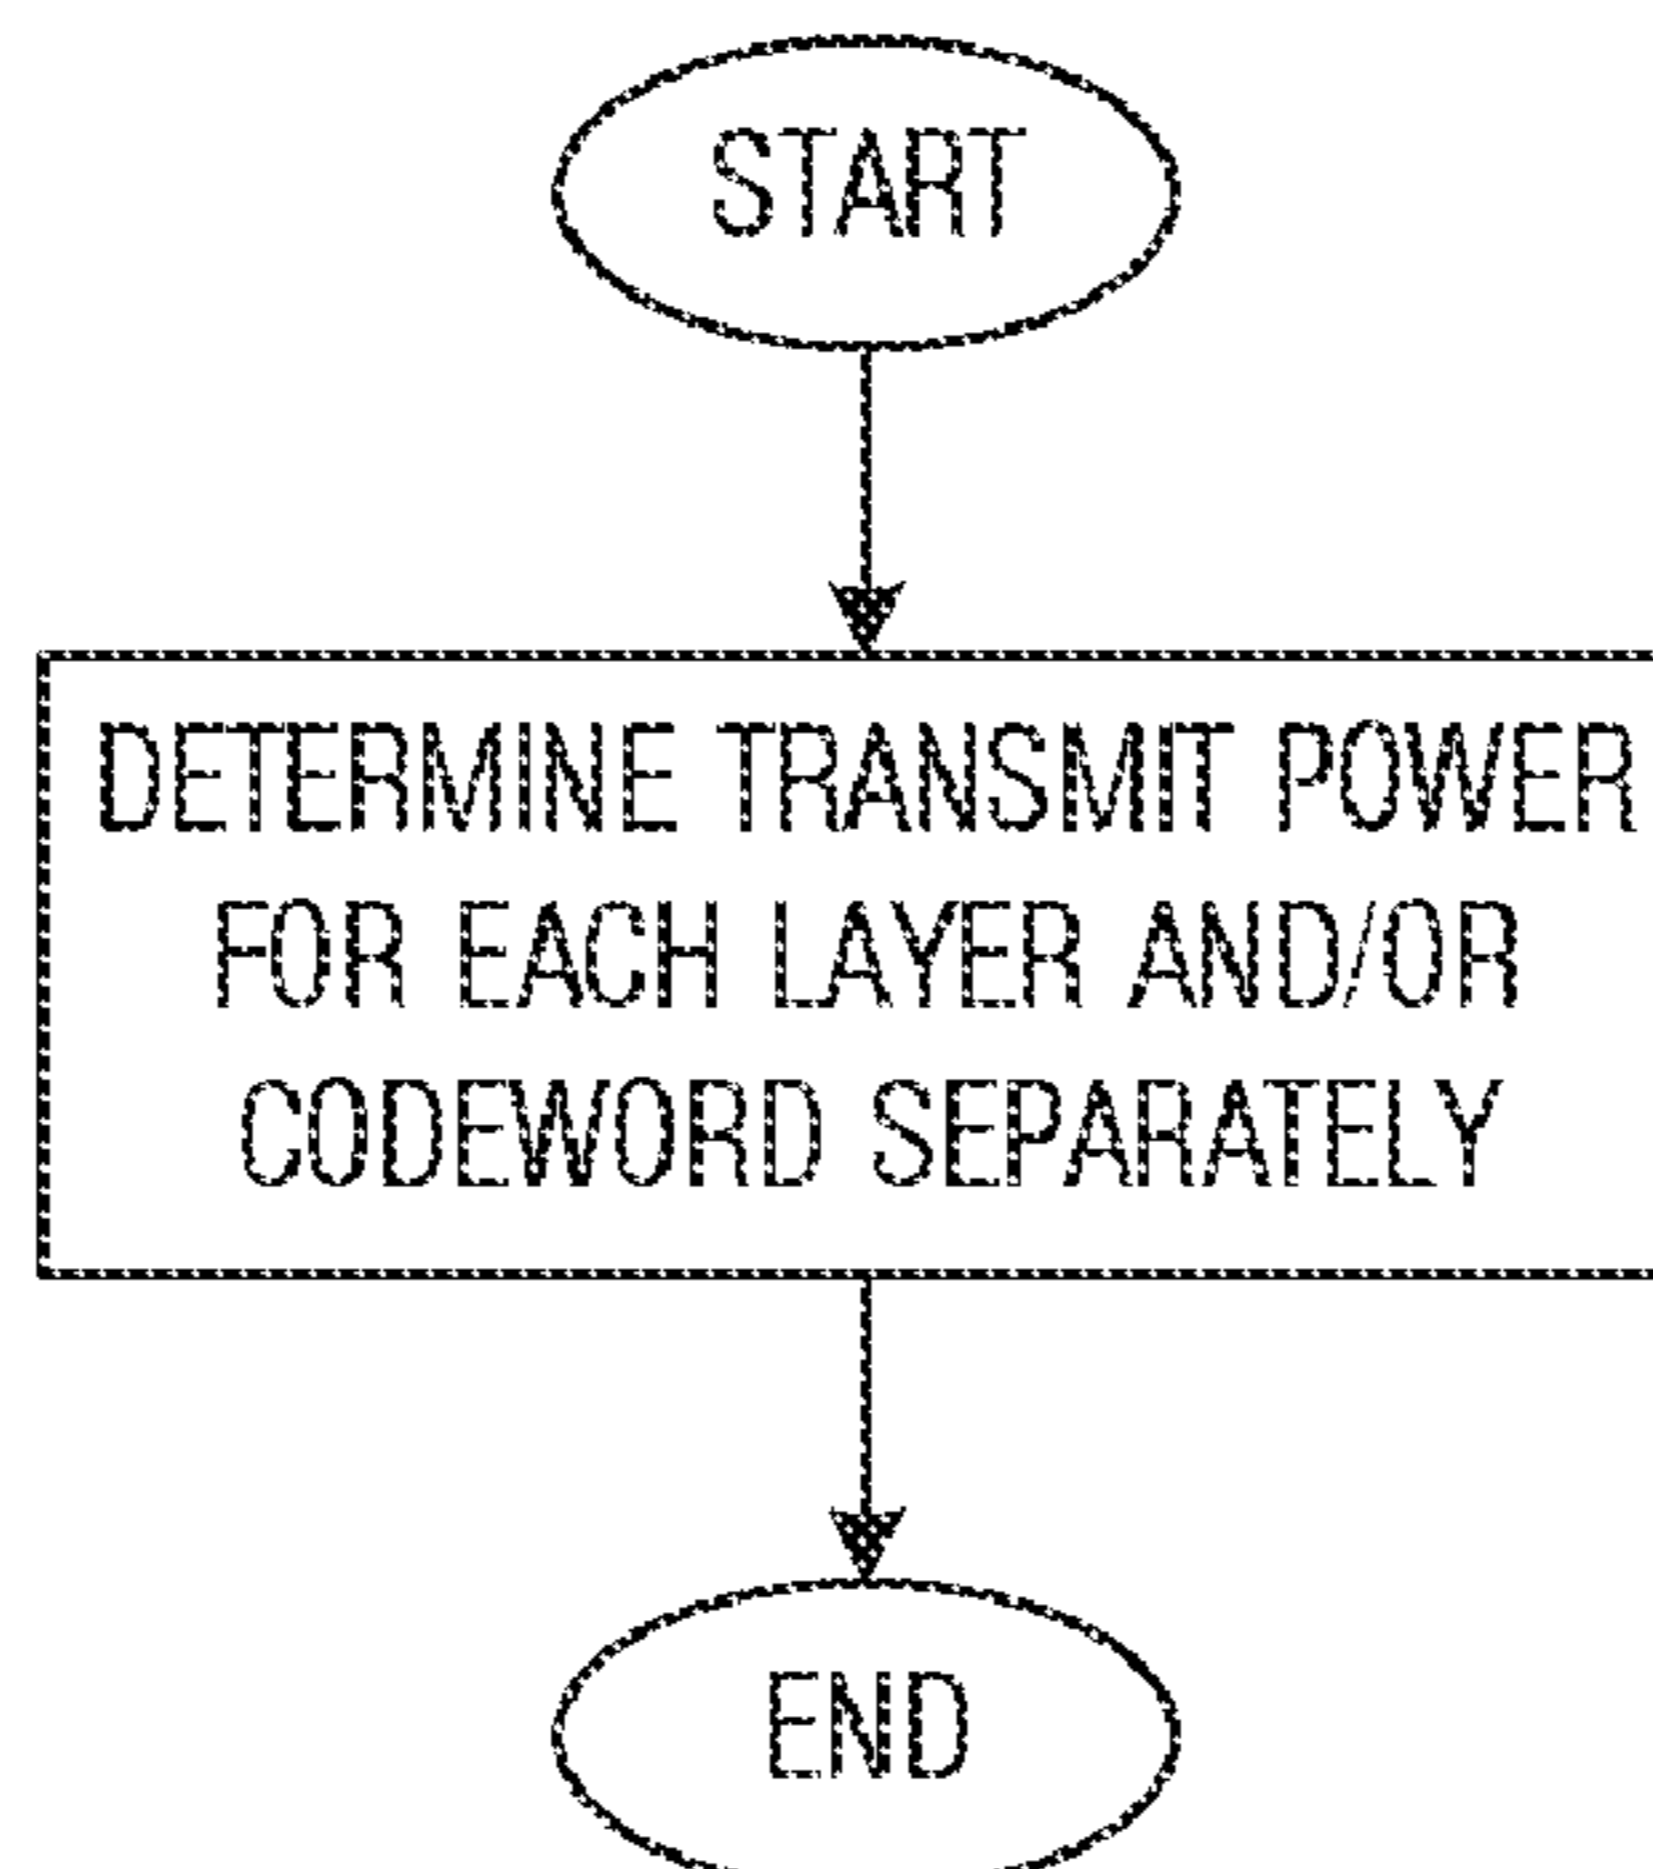 START
DETERMINE TRANSMIT POWER
FOR EACH LAYER AND/OR
CODEWORD SEPARATELY
END